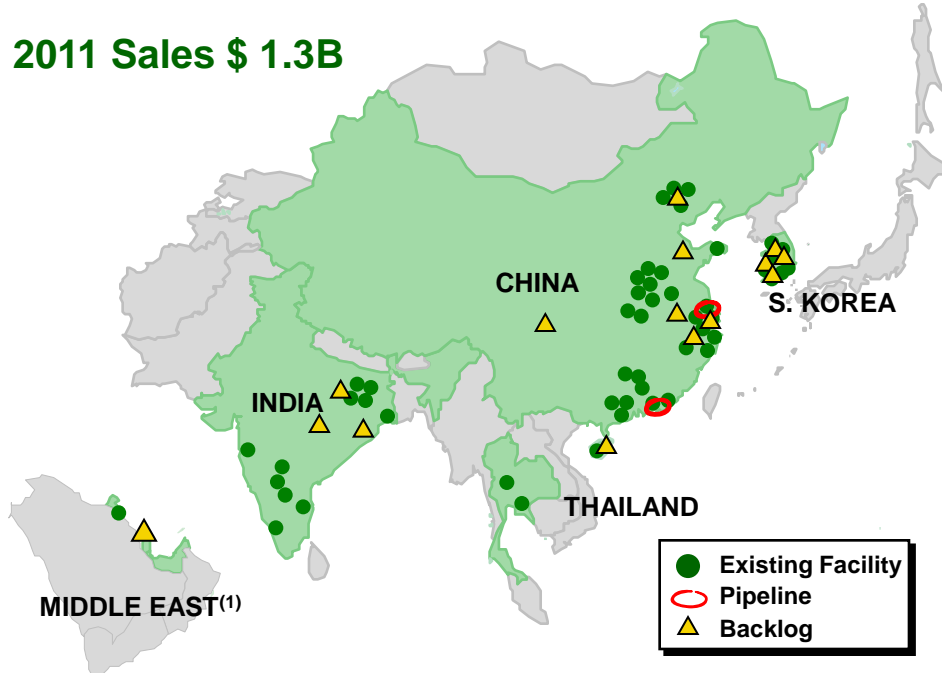 2011 Sales $ 1.3B
CHINA
S. KOREA
INDIA
THAILAND
MIDDLE EAST(1)
Existing Facility
Pipeline
Backlog